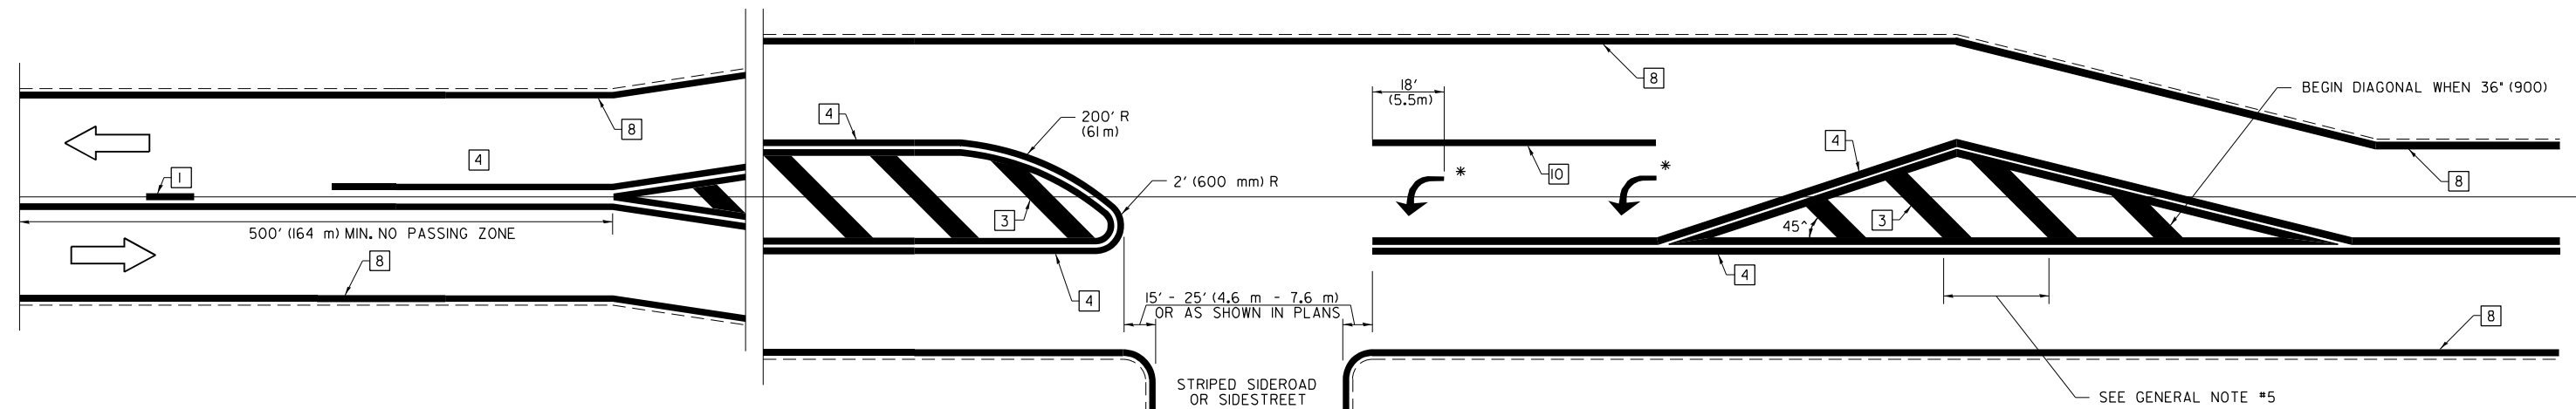 1
4
8
8
500' (164 m) MIN. NO PASSING ZONE
4
200' R
(61 m)
3
2' (600 mm) R
4
15' - 25' (4.6 m - 7.6 m)
OR AS SHOWN IN PLANS
STRIPED SIDEROAD
OR SIDESTREET
18'
(5.5m)
*
*
10
8
4
3
45^
4
BEGIN DIAGONAL WHEN 36" (900)
8
8
SEE GENERAL NOTE #5